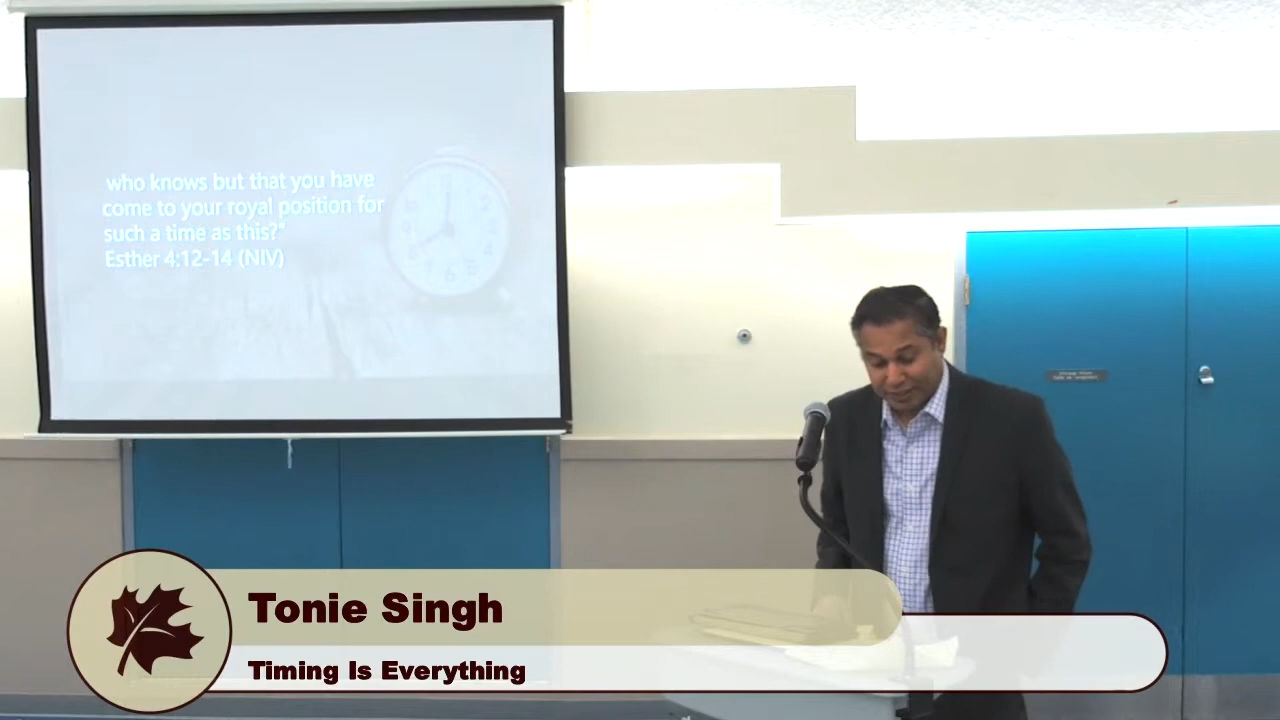 who knows but that you have
come to your royal position for
such a time as this?"
Esther 4:12-14 (NIV)
Tonie Singh
Timing Is Everything